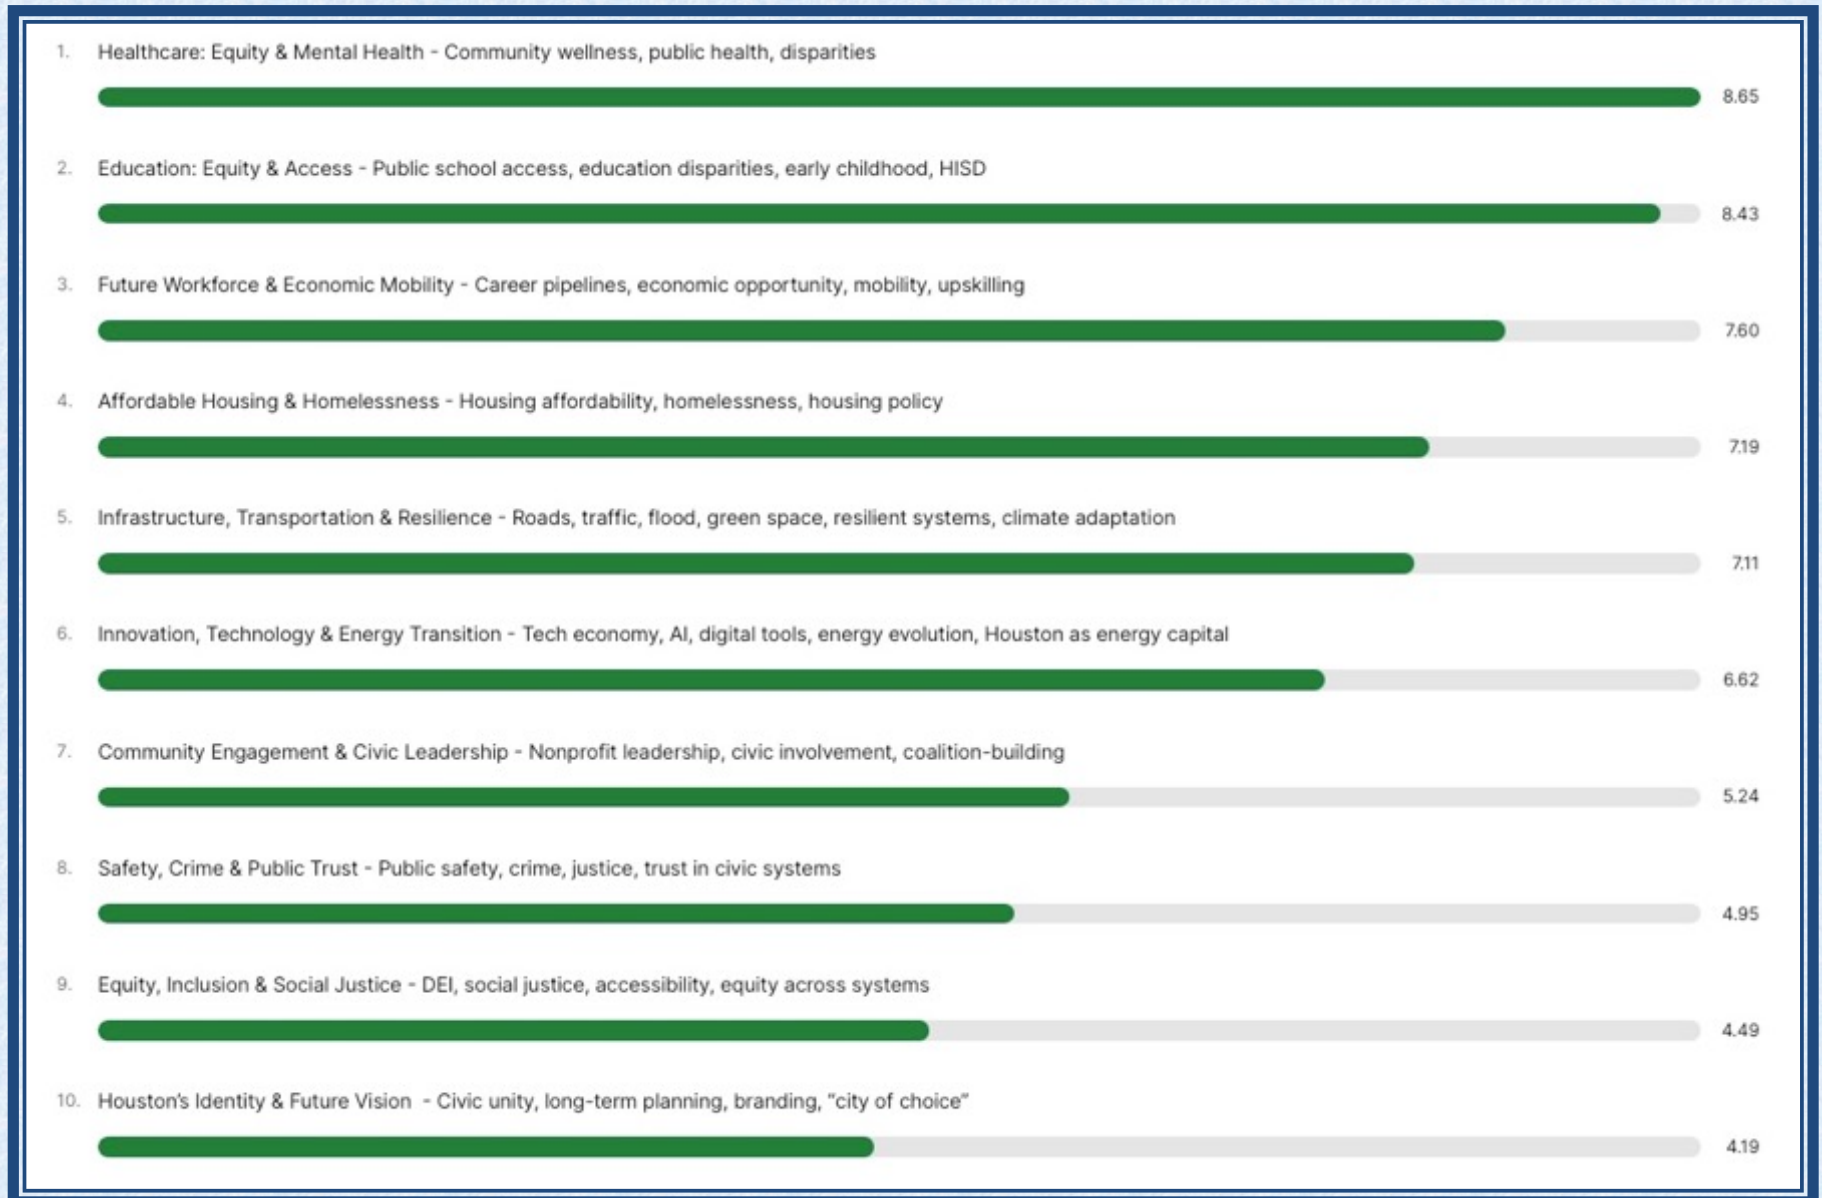 1. Healthcare: Equity & Mental Health - Community wellness, public health, disparities
8.65
2. Education: Equity & Access - Public school access, education disparities, early childhood, HISD
8.43
3. Future Workforce & Economic Mobility - Career pipelines, economic opportunity, mobility, upskilling
7.60
4. Affordable Housing & Homelessness - Housing affordability, homelessness, housing policy
7.19
5. Infrastructure, Transportation & Resilience - Roads, traffic, flood, green space, resilient systems, climate adaptation
7.11
6. Innovation, Technology & Energy Transition - Tech economy, AI, digital tools, energy evolution, Houston as energy capital
6.62
7. Community Engagement & Civic Leadership - Nonprofit leadership, civic involvement, coalition-building
5.24
8. Safety, Crime & Public Trust - Public safety, crime, justice, trust in civic systems
4.95
9. Equity, Inclusion & Social Justice - DEI, social justice, accessibility, equity across systems
4.49
10. Houston’s Identity & Future Vision - Civic unity, long-term planning, branding, “city of choice”
4.19